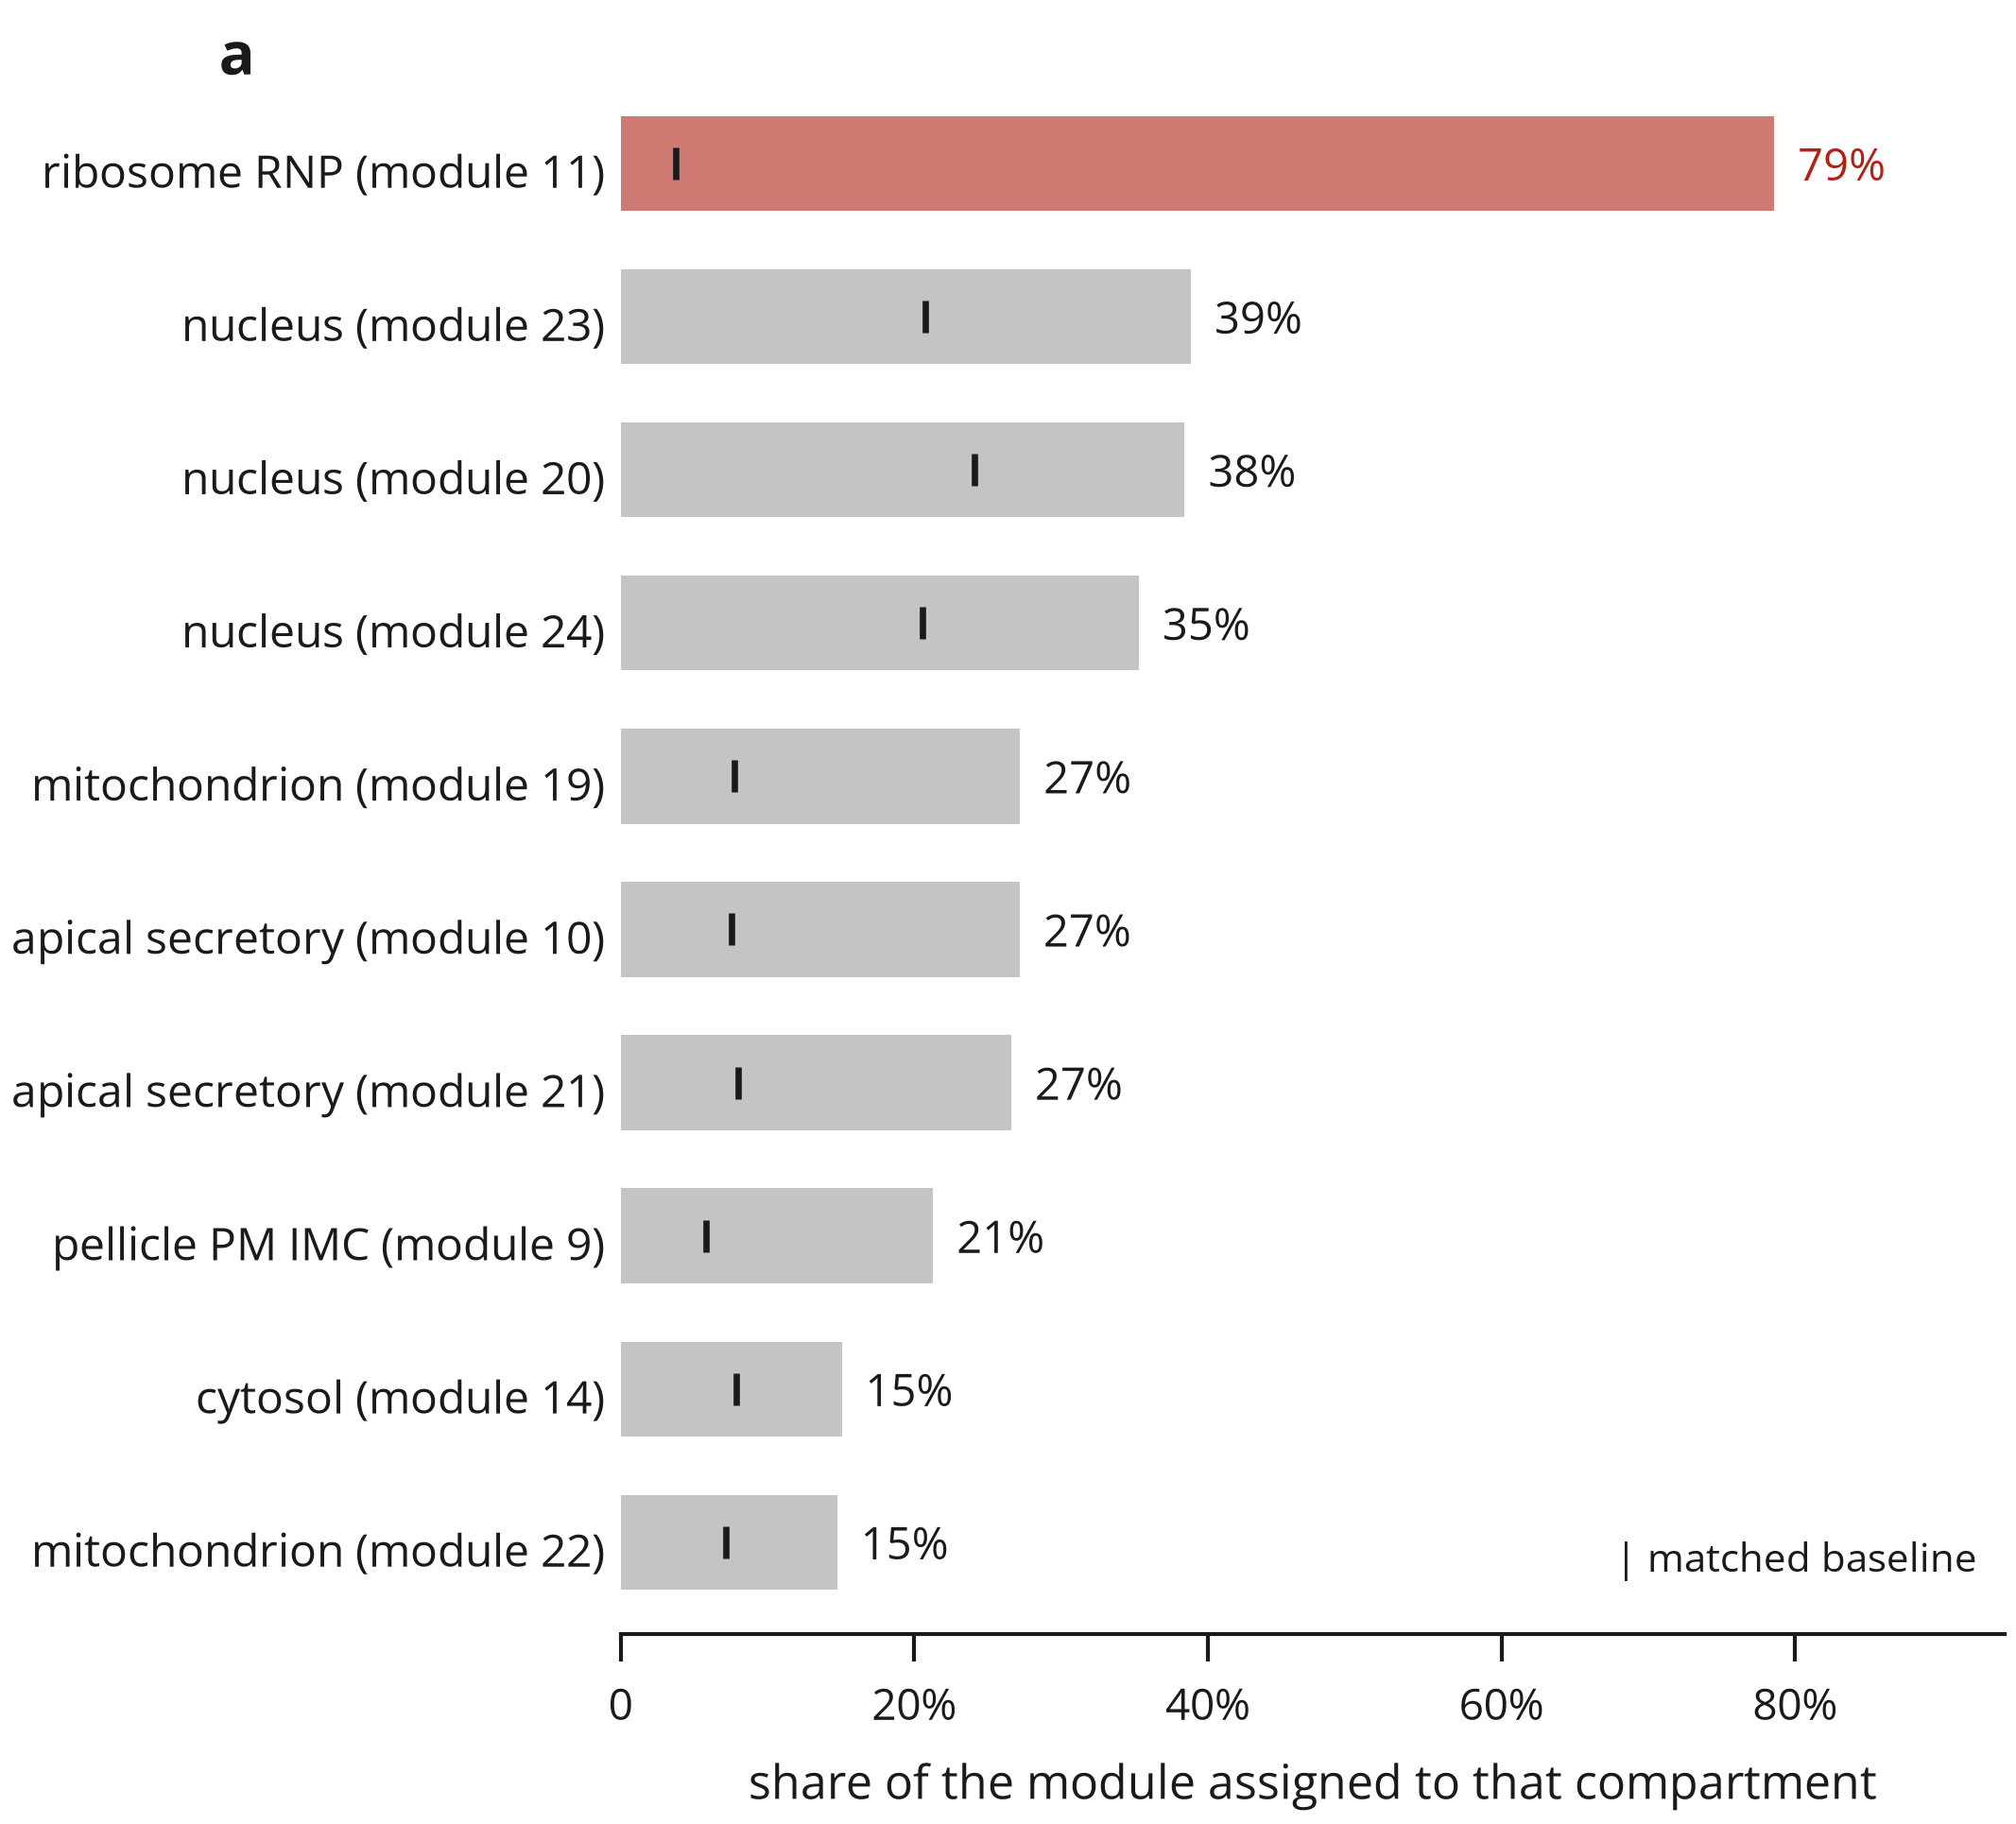 a
ribosome RNP (module 11) 79%
nucleus (module 23) 39%
nucleus (module 20) 38%
nucleus (module 24) 35%
mitochondrion (module 19) 27%
apical secretory (module 10) 27%
apical secretory (module 21) 27%
pellicle PM IMC (module 9) 21%
cytosol (module 14) 15%
mitochondrion (module 22) 15%
| matched baseline
0 20% 40% 60% 80%
share of the module assigned to that compartment